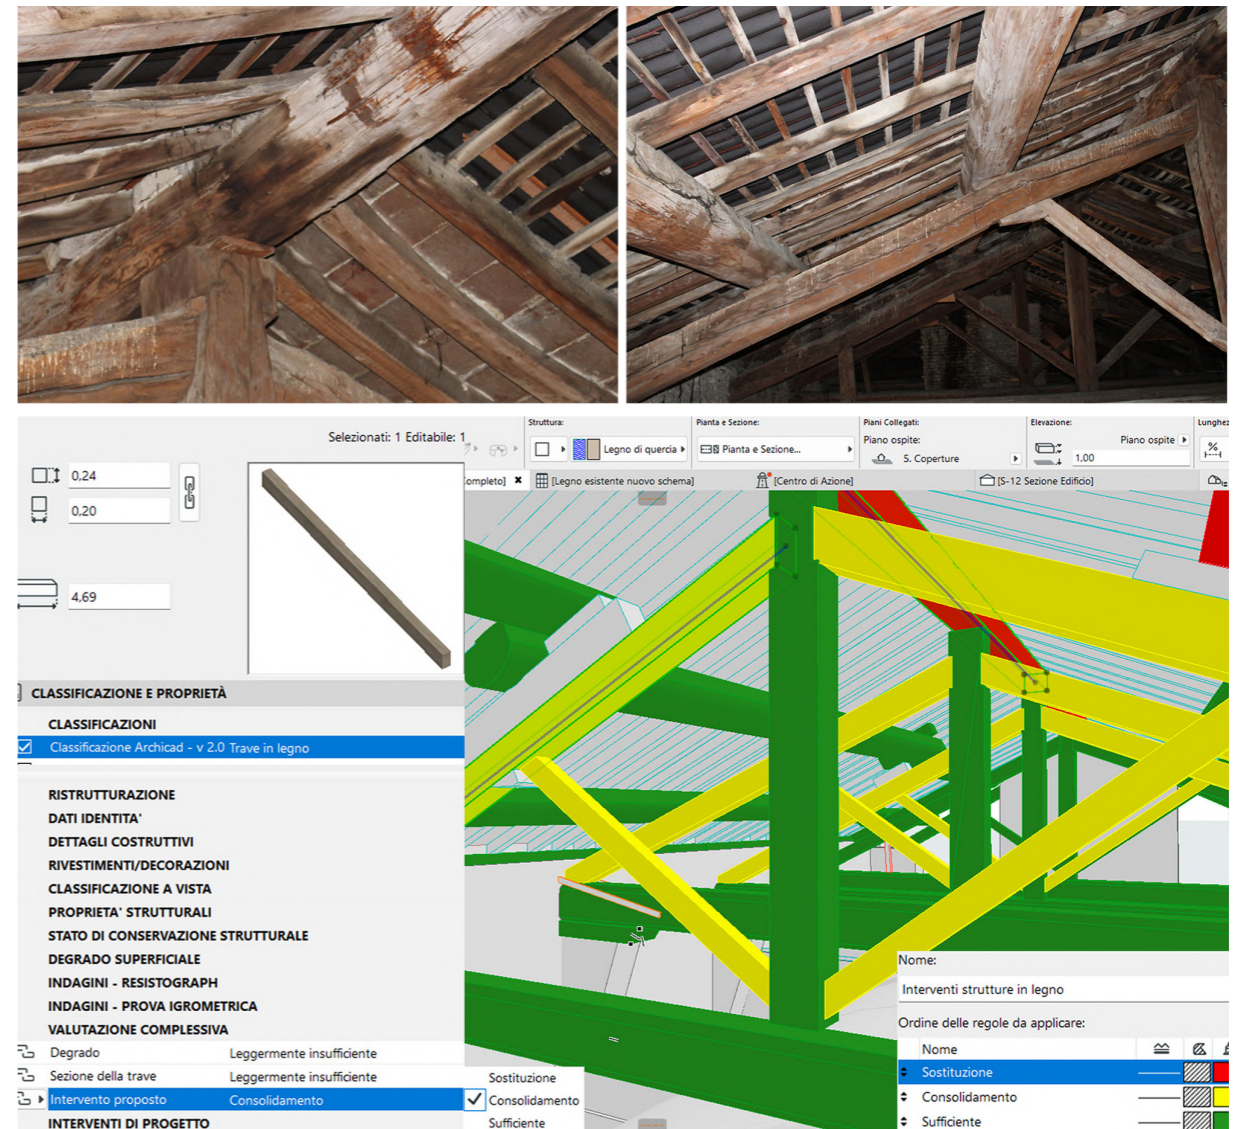 Selezionati: 1 Editabile: 1
0,24
0,20
4,69
CLASSIFICAZIONE E PROPRIETÀ
CLASSIFICAZIONI
Classificazione Archicad - v 2.0 Trave in legno
RISTRUTTURAZIONE
DATI IDENTITA'
DETTAGLI COSTRUTTIVI
RIVESTIMENTI/DECORAZIONI
CLASSIFICAZIONE A VISTA
PROPRIETA' STRUTTURALI
STATO DI CONSERVAZIONE STRUTTURALE
DEGRADO SUPERFICIALE
INDAGINI - RESISTOGRAPH
INDAGINI - PROVA IGROMETRICA
VALUTAZIONE COMPLESSIVA
Degrado Leggermente insufficiente
Sezione della trave Leggermente insufficiente
Intervento proposto Consolidamento
INTERVENTI DI PROGETTO
Sostituzione
Consolidamento
Sufficiente
Struttura:
Legno di quercia
Pianta e Sezione:
Pianta e Sezione...
Piani Collegati:
Piano ospite:
5. Coperture
Elevazione:
Piano ospite
1,00
Lunghez
ompleto]
[Legno esistente nuovo schema]
[Centro di Azione]
[S-12 Sezione Edificio]
Nome:
Interventi strutture in legno
Ordine delle regole da applicare:
Nome
Sostituzione
Consolidamento
Sufficiente